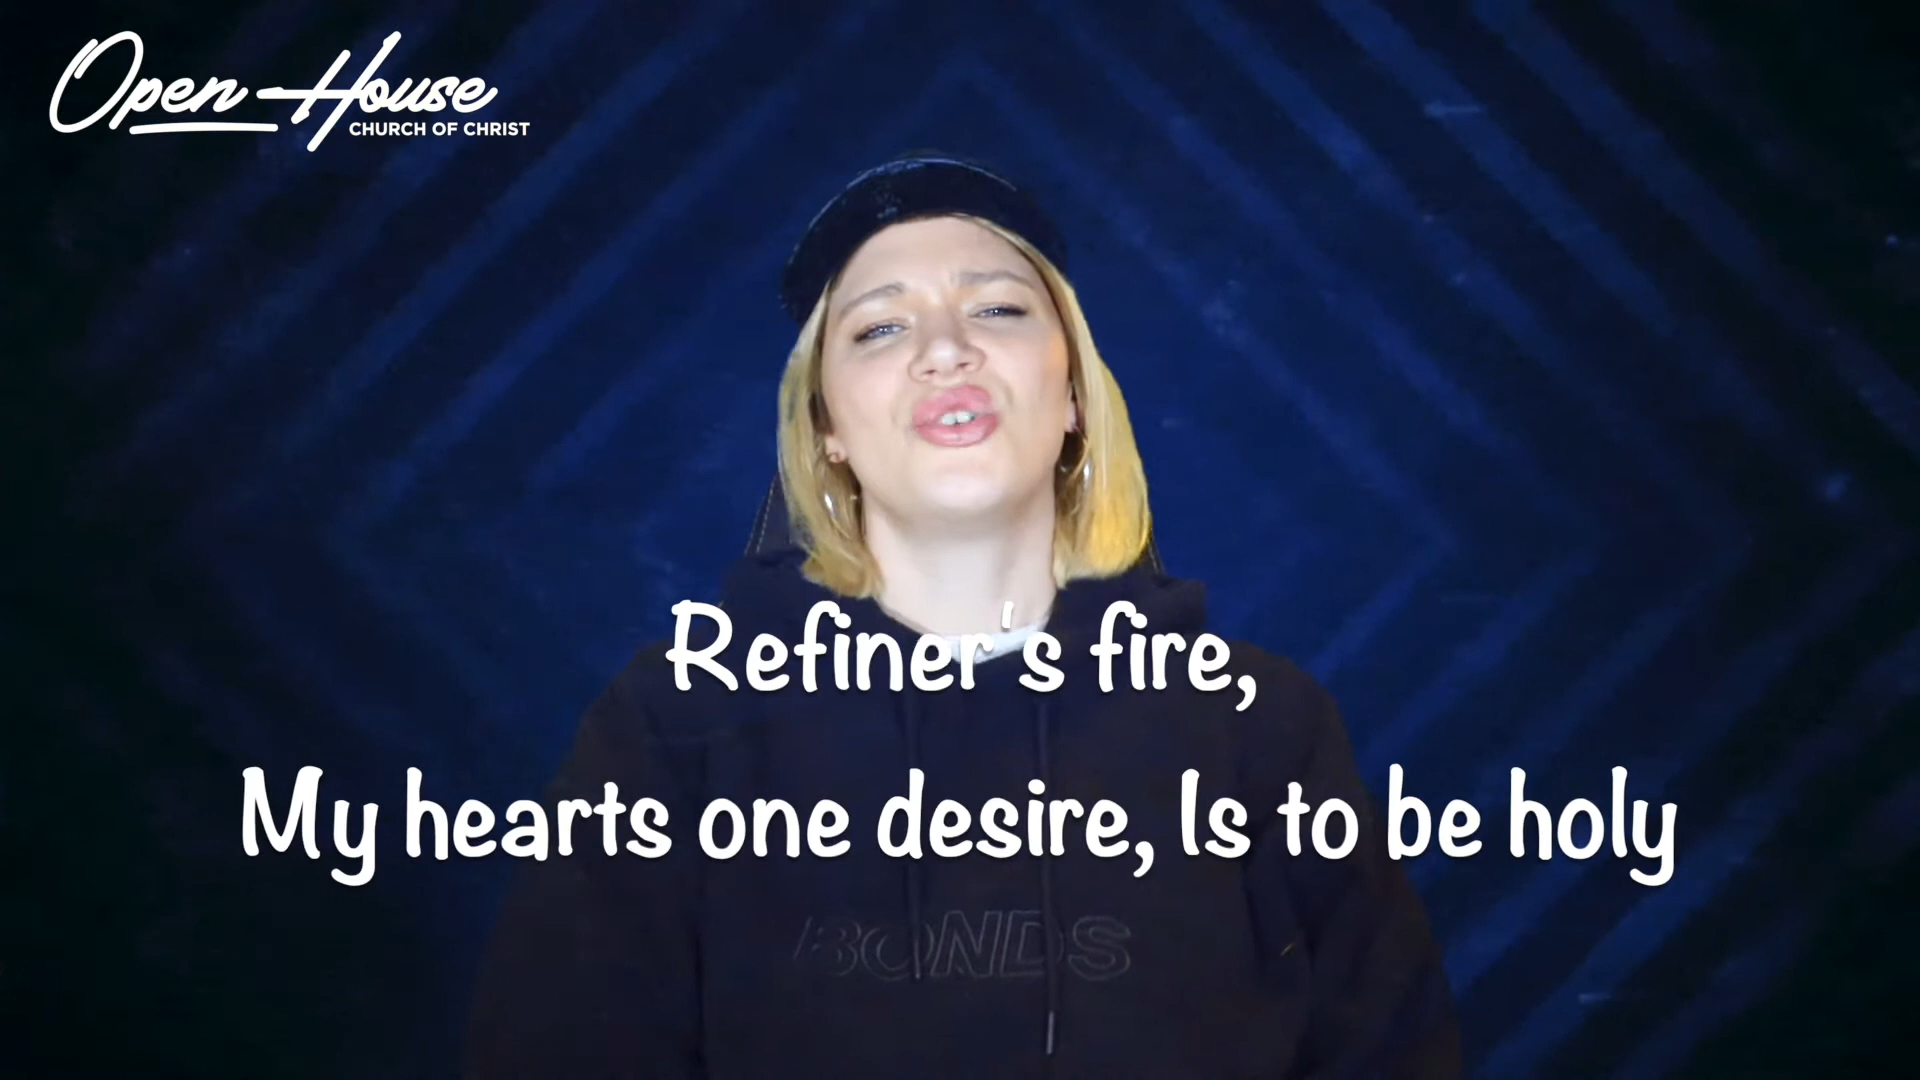 Open House
CHURCH OF CHRIST
Refiner's fire,
My hearts one desire, Is to be holy
BONDS